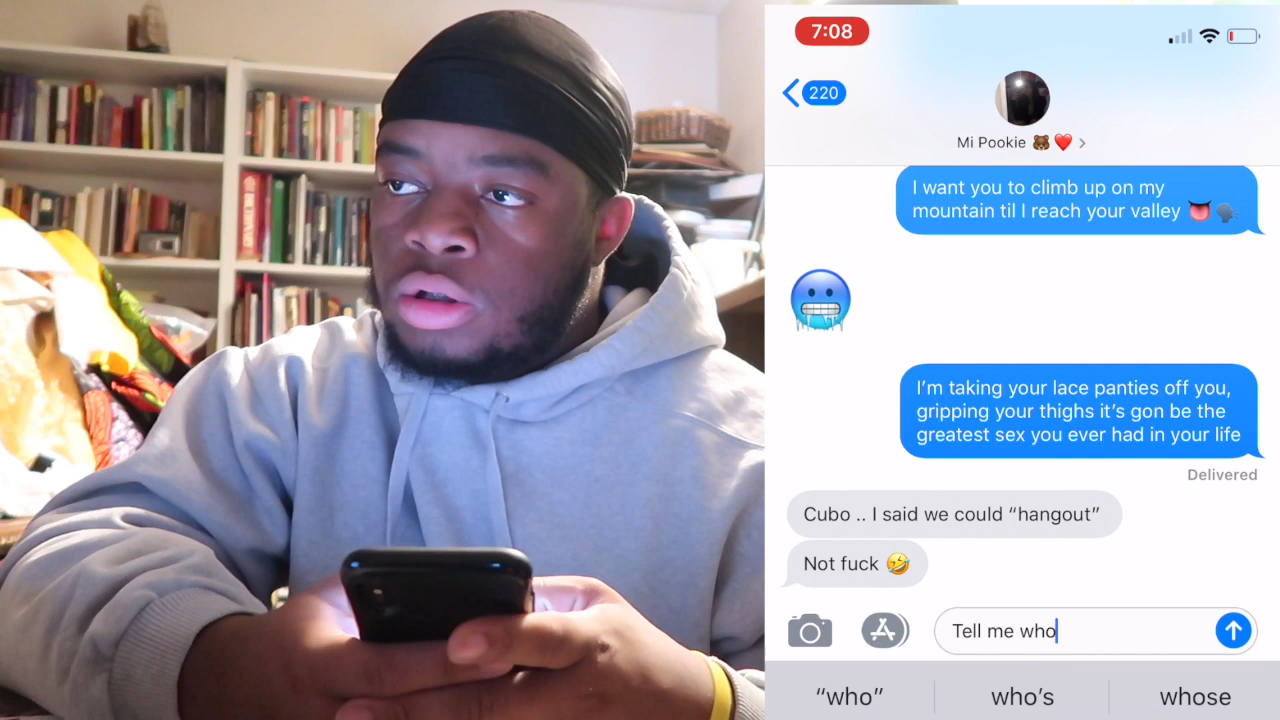 7:08
220
Mi Pookie 🐻❤️ >
I want you to climb up on my
mountain til I reach your valley 👅🗣️
🥶
I’m taking your lace panties off you,
gripping your thighs it’s gon be the
greatest sex you ever had in your life
Delivered
Cubo .. I said we could “hangout”
Not fuck 🤣
Tell me who
“who” who’s whose